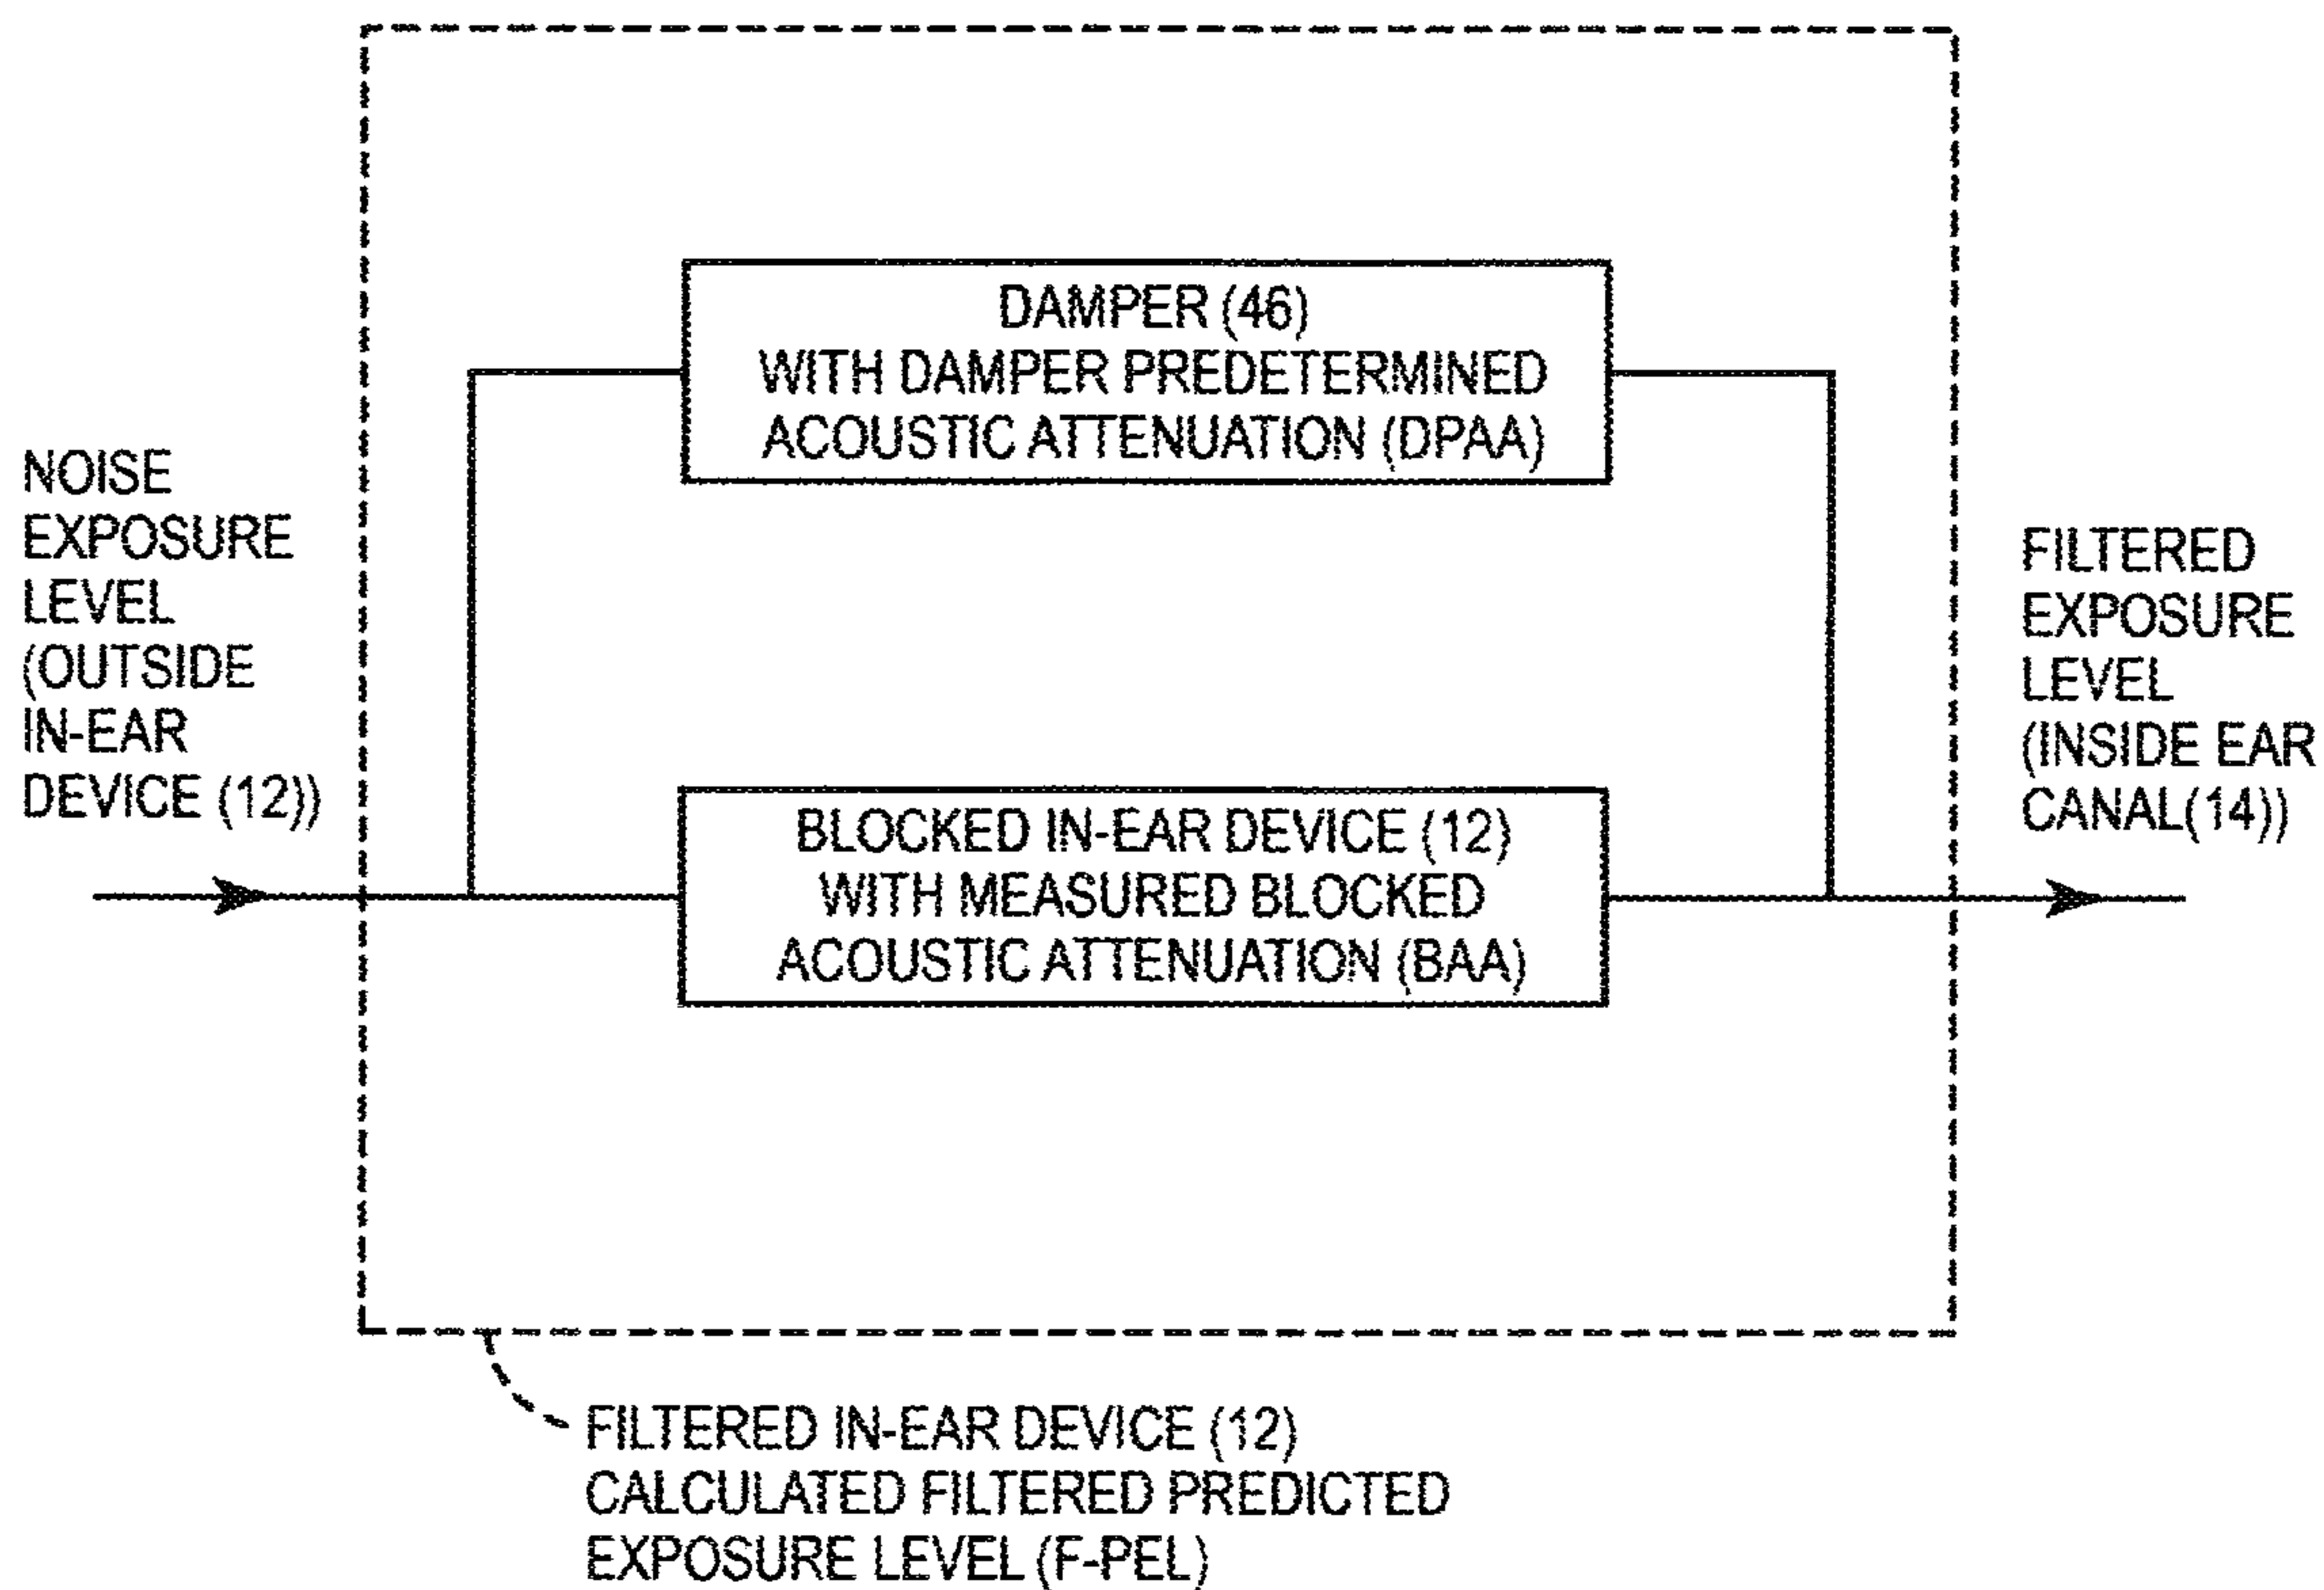 NOISE
EXPOSURE
LEVEL
(OUTSIDE
IN-EAR
DEVICE (12))
DAMPER (46)
WITH DAMPER PREDETERMINED
ACOUSTIC ATTENUATION (DPAA)
BLOCKED IN-EAR DEVICE (12)
WITH MEASURED BLOCKED
ACOUSTIC ATTENUATION (BAA)
FILTERED
EXPOSURE
LEVEL
(INSIDE EAR
CANAL(14))
FILTERED IN-EAR DEVICE (12)
CALCULATED FILTERED PREDICTED
EXPOSURE LEVEL (F-PEL)